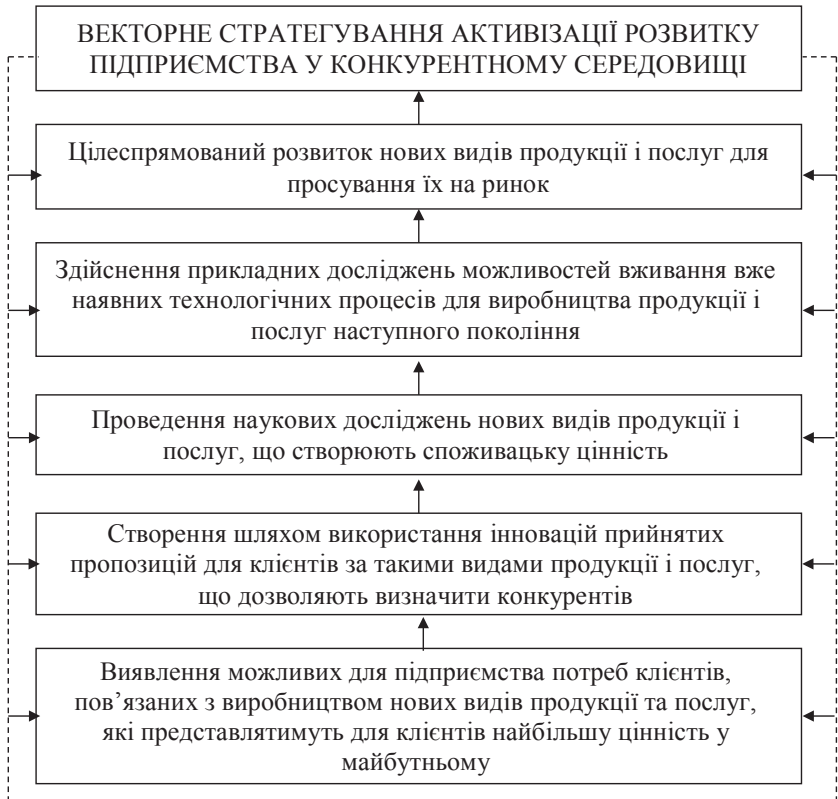 ВЕКТОРНЕ СТРАТЕГУВАННЯ АКТИВІЗАЦІЇ РОЗВИТКУ
ПІДПРИЄМСТВА У КОНКУРЕНТНОМУ СЕРЕДОВИЩІ
Цілеспрямований розвиток нових видів продукції і послуг для
просування їх на ринок
Здійснення прикладних досліджень можливостей вживання вже
наявних технологічних процесів для виробництва продукції і
послуг наступного покоління
Проведення наукових досліджень нових видів продукції і
послуг, що створюють споживацьку цінність
Створення шляхом використання інновацій прийнятих
пропозицій для клієнтів за такими видами продукції і послуг,
що дозволяють визначити конкурентів
Виявлення можливих для підприємства потреб клієнтів,
пов’язаних з виробництвом нових видів продукції та послуг,
які представлятимуть для клієнтів найбільшу цінність у
майбутньому